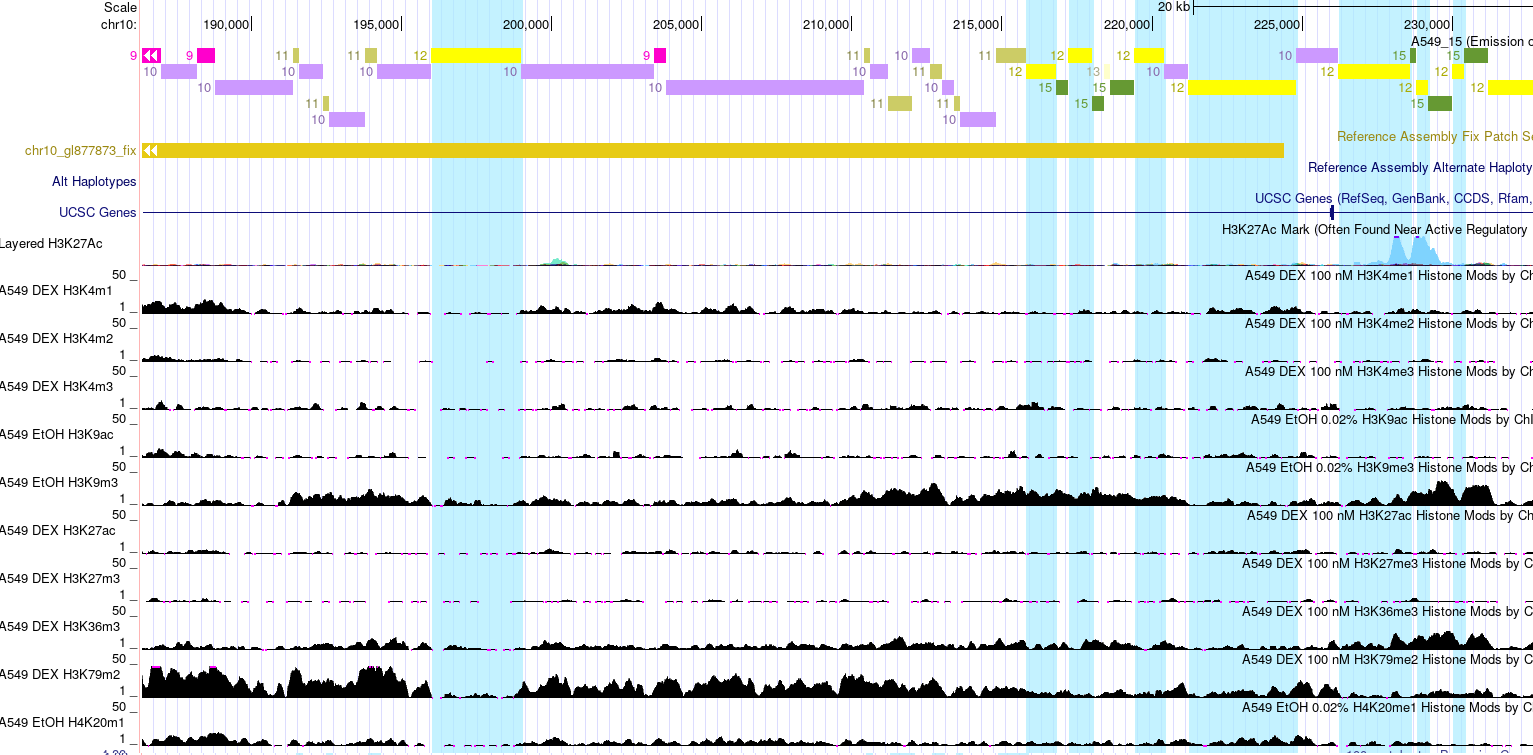 Scale 20 kb
chr10: 190,000 195,000 200,000 205,000 210,000 215,000 220,000 225,000 230,000
A549_15 (Emission o
9 9 11 11 12 9 11 10 11 12 12 12 10 15 15
10 10 10 10 10 11 12 13 10 12 12
10 10 10 15 15 12 12 12
11 11 11 15 15
10 10
Reference Assembly Fix Patch Se
chr10_gl877873_fix
Reference Assembly Alternate Haploty
Alt Haplotypes
UCSC Genes (RefSeq, GenBank, CCDS, Rfam,
UCSC Genes
H3K27Ac Mark (Often Found Near Active Regulatory
Layered H3K27Ac
A549 DEX 100 nM H3K4me1 Histone Mods by Ch
50 _
A549 DEX H3K4m1
1 _
A549 DEX 100 nM H3K4me2 Histone Mods by Ch
50 _
A549 DEX H3K4m2
1 _
A549 DEX 100 nM H3K4me3 Histone Mods by Ch
50 _
A549 DEX H3K4m3
1 _
A549 EtOH 0.02% H3K9ac Histone Mods by ChI
50 _
A549 EtOH H3K9ac
1 _
A549 EtOH 0.02% H3K9me3 Histone Mods by Ch
50 _
A549 EtOH H3K9m3
1 _
A549 DEX 100 nM H3K27ac Histone Mods by Ch
50 _
A549 DEX H3K27ac
1 _
A549 DEX 100 nM H3K27me3 Histone Mods by C
50 _
A549 DEX H3K27m3
1 _
A549 DEX 100 nM H3K36me3 Histone Mods by C
50 _
A549 DEX H3K36m3
1 _
A549 DEX 100 nM H3K79me2 Histone Mods by C
50 _
A549 DEX H3K79m2
1 _
A549 EtOH 0.02% H4K20me1 Histone Mods by C
50 _
A549 EtOH H4K20m1
1 _